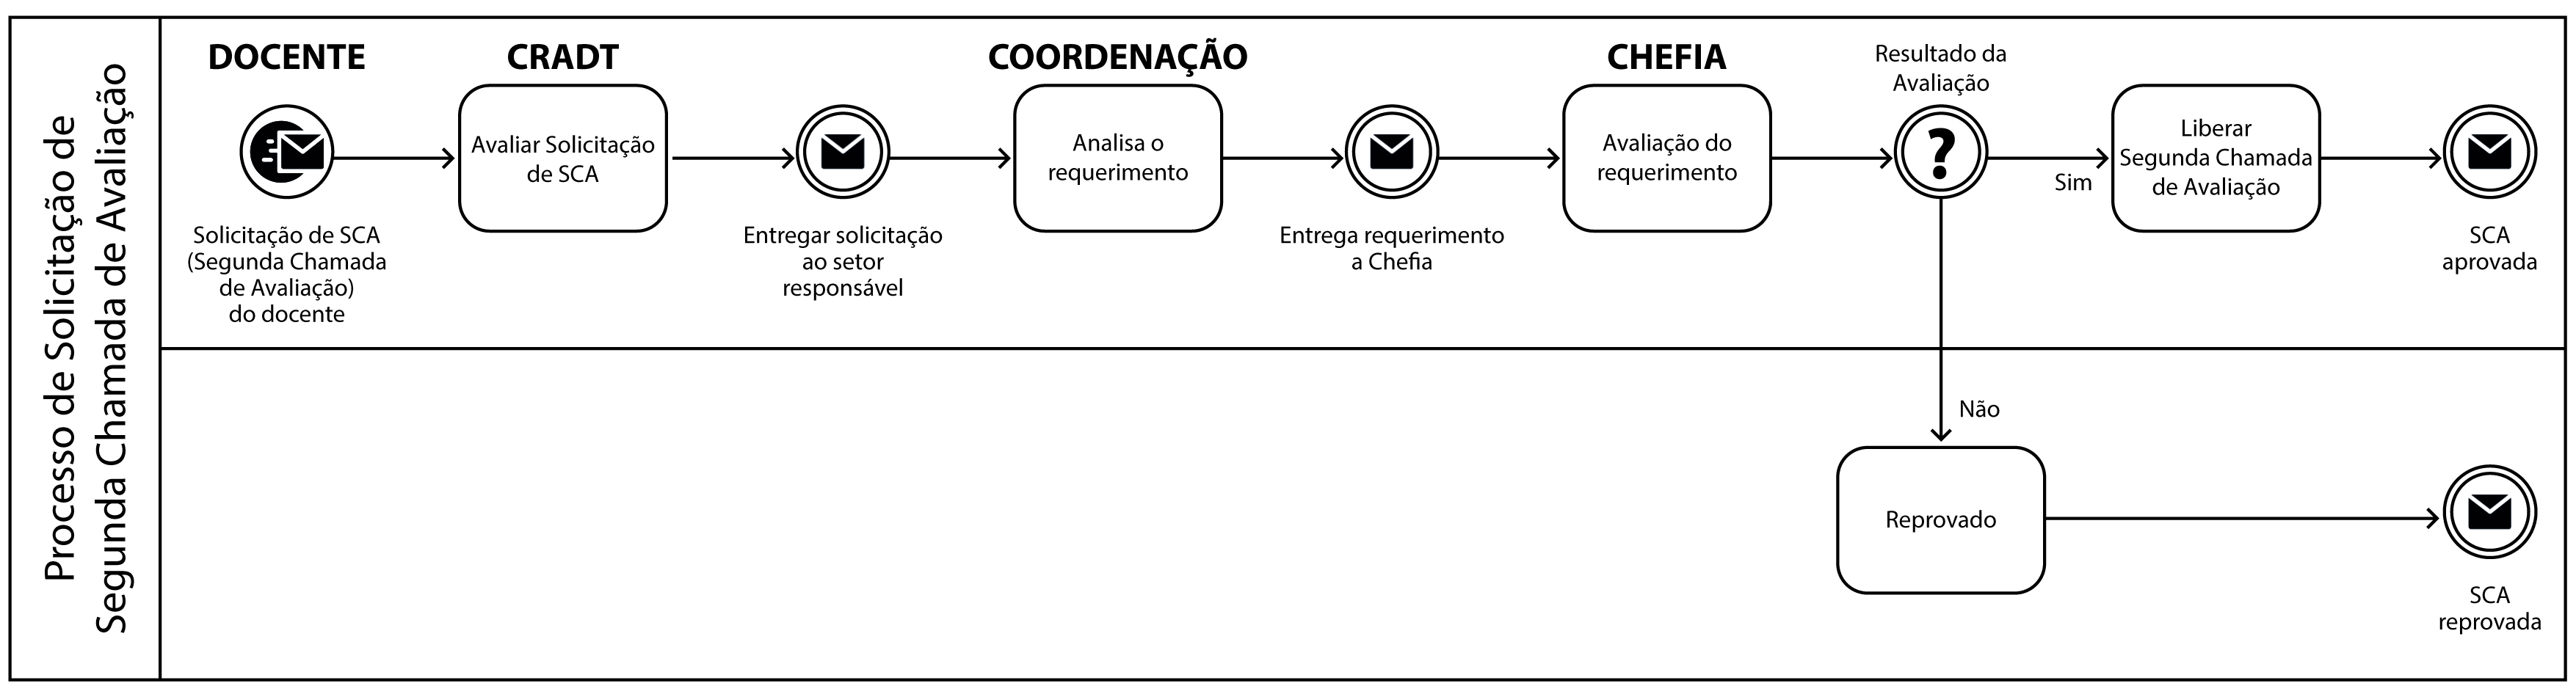 Processo de Solicitação de
Segunda Chamada de Avaliação
DOCENTE
Solicitação de SCA
(Segunda Chamada
de Avaliação)
do docente
CRADT
Avaliar Solicitação
de SCA
Entregar solicitação
ao setor
responsável
COORDENAÇÃO
Analisa o
requerimento
Entrega requerimento
a Chefia
CHEFIA
Avaliação do
requerimento
Resultado da
Avaliação
?
Sim
Liberar
Segunda Chamada
de Avaliação
SCA
aprovada
Não
Reprovado
SCA
reprovada